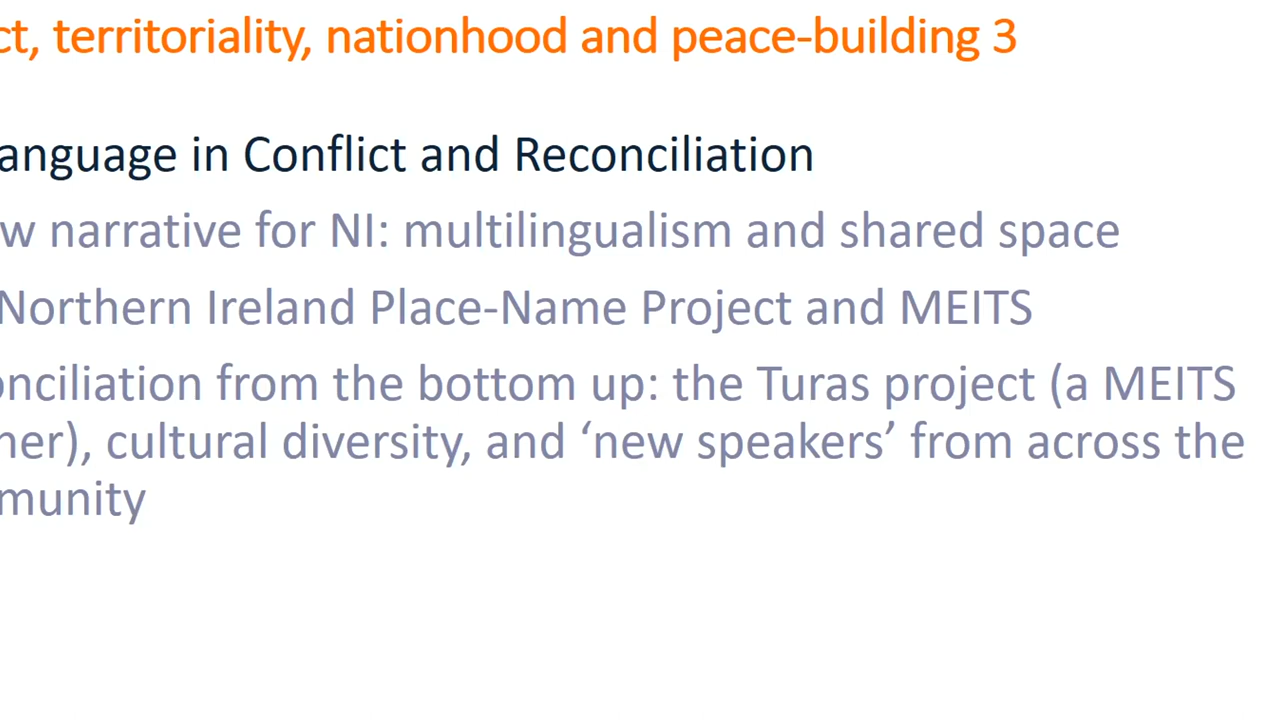 ct, territoriality, nationhood and peace-building 3
anguage in Conflict and Reconciliation
w narrative for NI: multilingualism and shared space
Northern Ireland Place-Name Project and MEITS
onciliation from the bottom up: the Turas project (a MEITS
ner), cultural diversity, and ‘new speakers’ from across the
munity